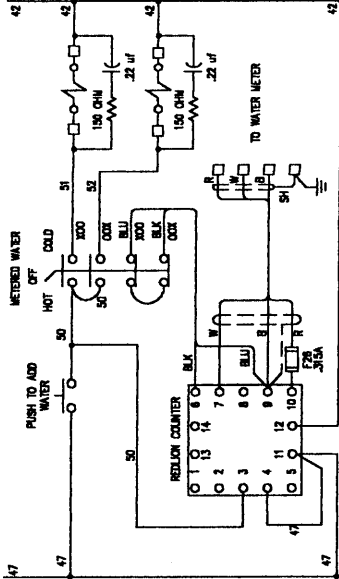 47
42
METERED WATER
PUSH TO ADD
WATER
HOT
OFF
COLD
50
51
XOO
150 OHM
.22 uf
52
OOX
50
BLU
XOO
BLK
OOX
150 OHM
.22 uf
50
REDLION COUNTER
BLK
BLU
W
B
R
F26
.315A
TO WATER METER
R
W
B
SH
1
13
14
6
2
7
3
8
4
11
12
9
5
10
47
47
42